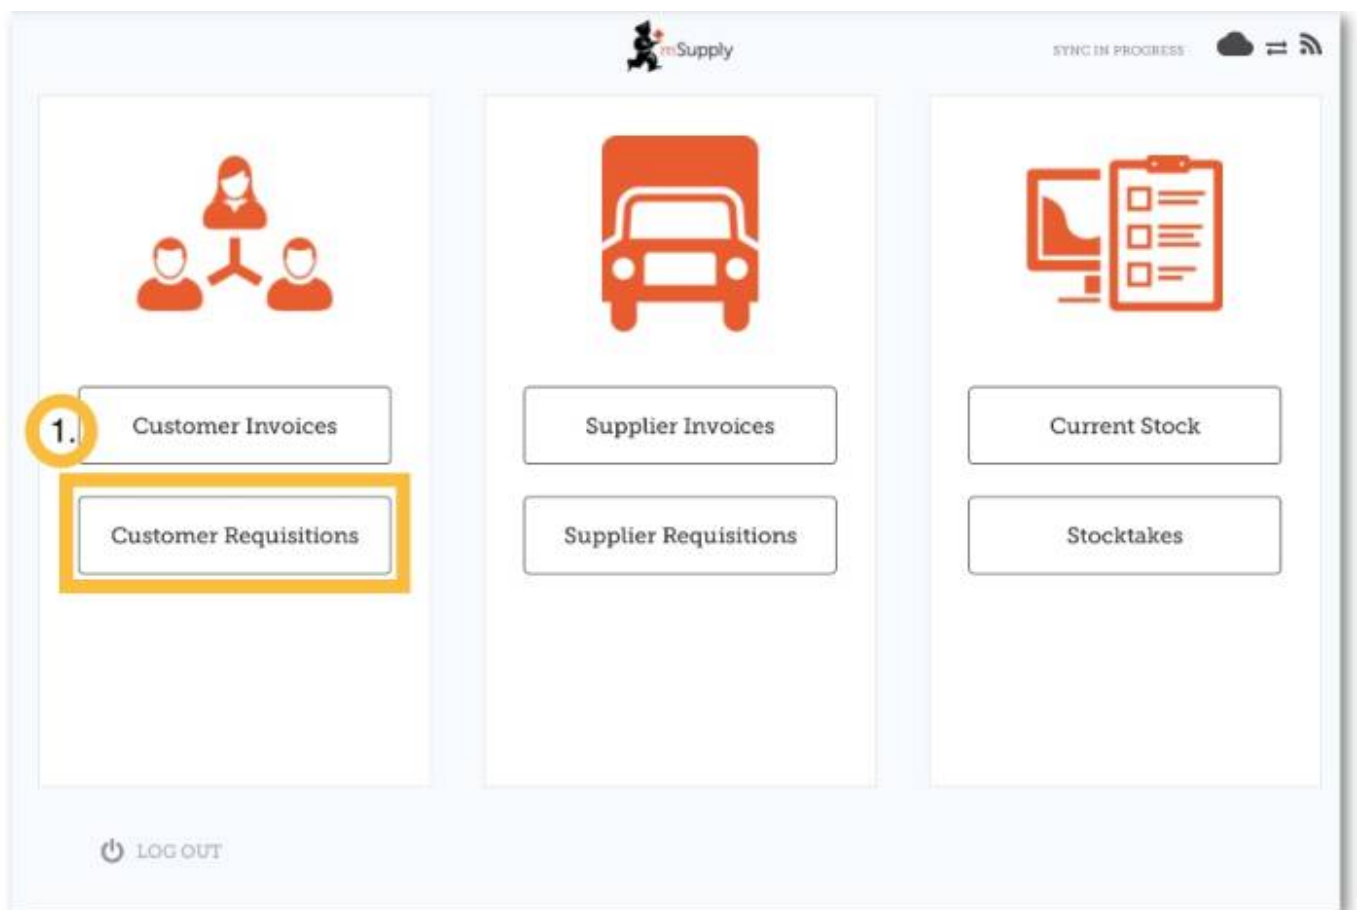 mSupply
SYNC IN PROGRESS
1.
Customer Invoices
Customer Requisitions
Supplier Invoices
Supplier Requisitions
Current Stock
Stocktakes
LOG OUT